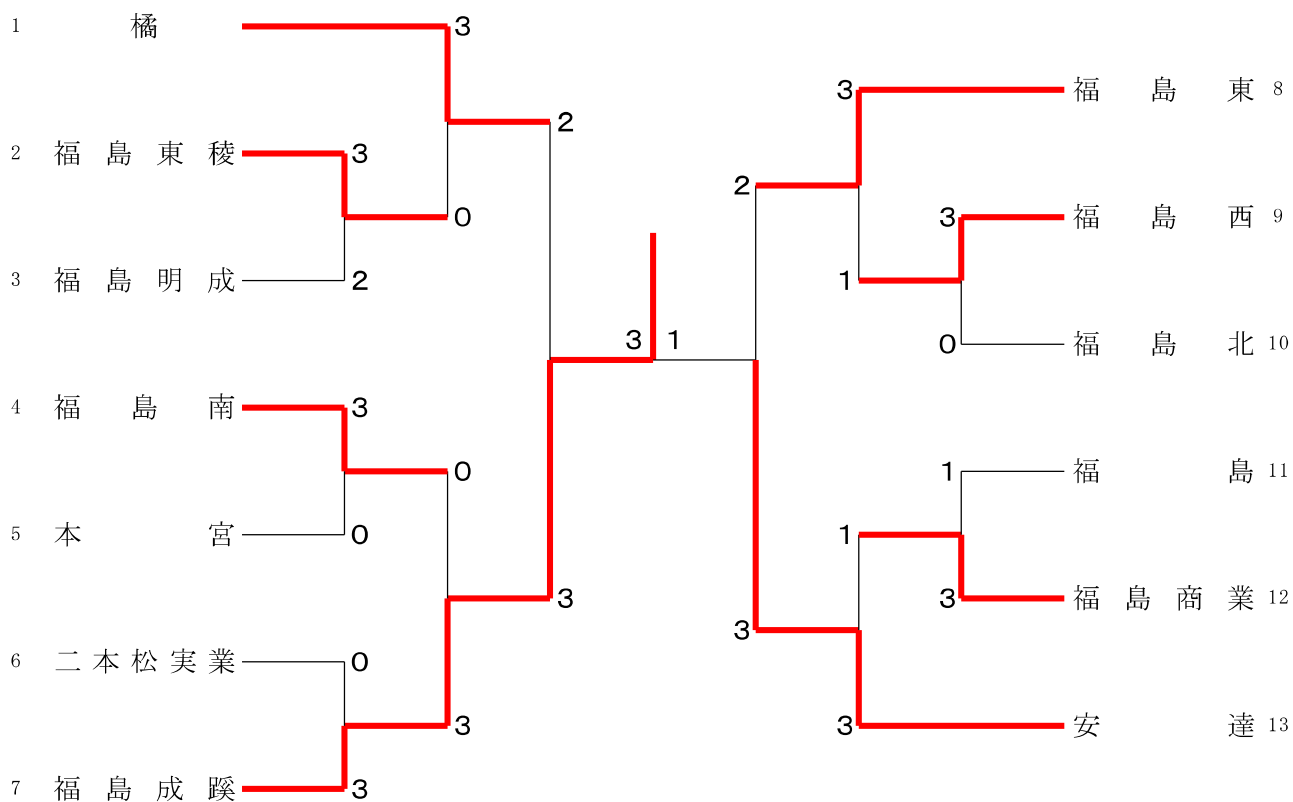 1 橘 3
3 福島東 8
2
2 福島東稜 3
2
0
3 福島西 9
3 福島明成 2
1
3 1
0 福島北 10
4 福島南 3
0
1 福島 11
5 本宮 0
1
3
3 福島商業 12
3
6 二本松実業 0
3
3 安達 13
7 福島成蹊 3